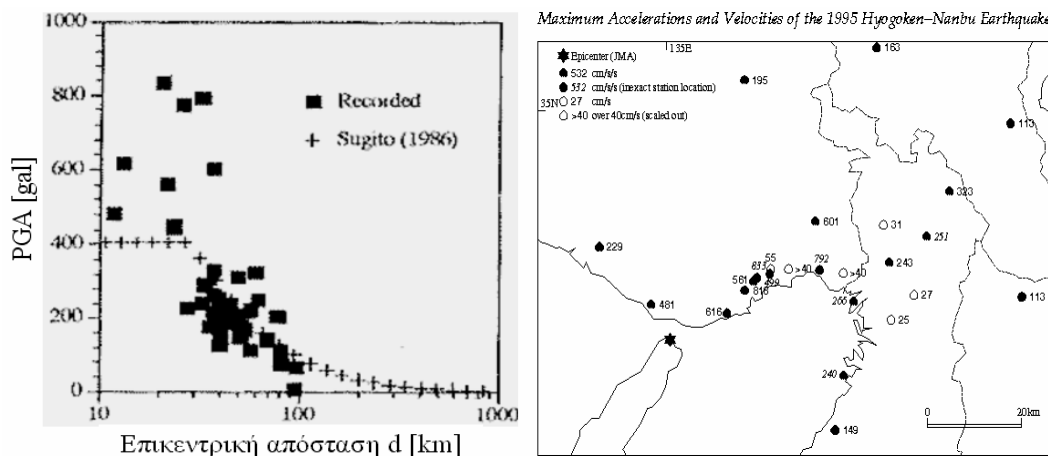 1000
800
600
400
200
0
PGA [gal]
Recorded
Sugito (1986)
10
100
1000
Επικεντρική απόσταση d [km]
Maximum Accelerations and Velocities of the 1995 Hyogoken-Nanbu Earthquake
135E
35N
Epicenter (JMA)
532 cm/s/s
532 cm/s/s (inexact station location)
27 cm/s
>40 over 40cm/s (scaled out)
163
195
113
323
601
31
251
229
243
55
>40
792
>40
833
561
499
818
27
113
481
616
266
25
240
149
0
20km